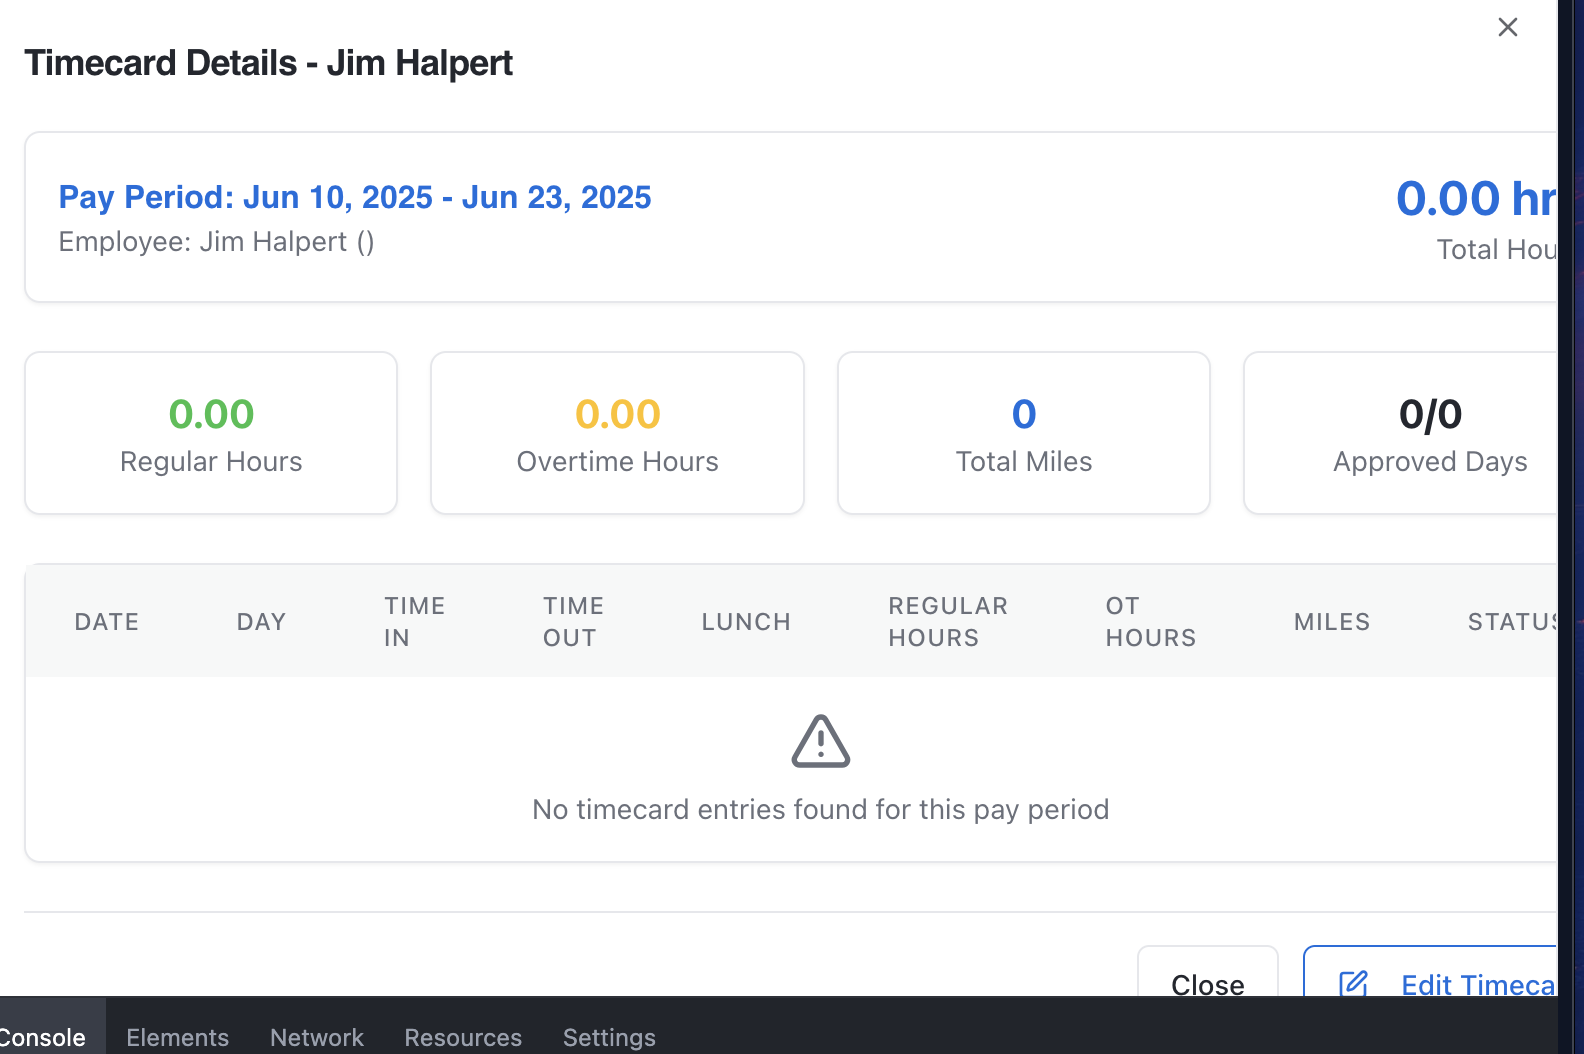 Timecard Details - Jim Halpert
Pay Period: Jun 10, 2025 - Jun 23, 2025
Employee: Jim Halpert ()
0.00 hr
Total Hou
0.00
Regular Hours
0.00
Overtime Hours
0
Total Miles
0/0
Approved Days
DATE
DAY
TIME
IN
TIME
OUT
LUNCH
REGULAR
HOURS
OT
HOURS
MILES
STATUS
No timecard entries found for this pay period
Close
Edit Timeca
Console
Elements
Network
Resources
Settings